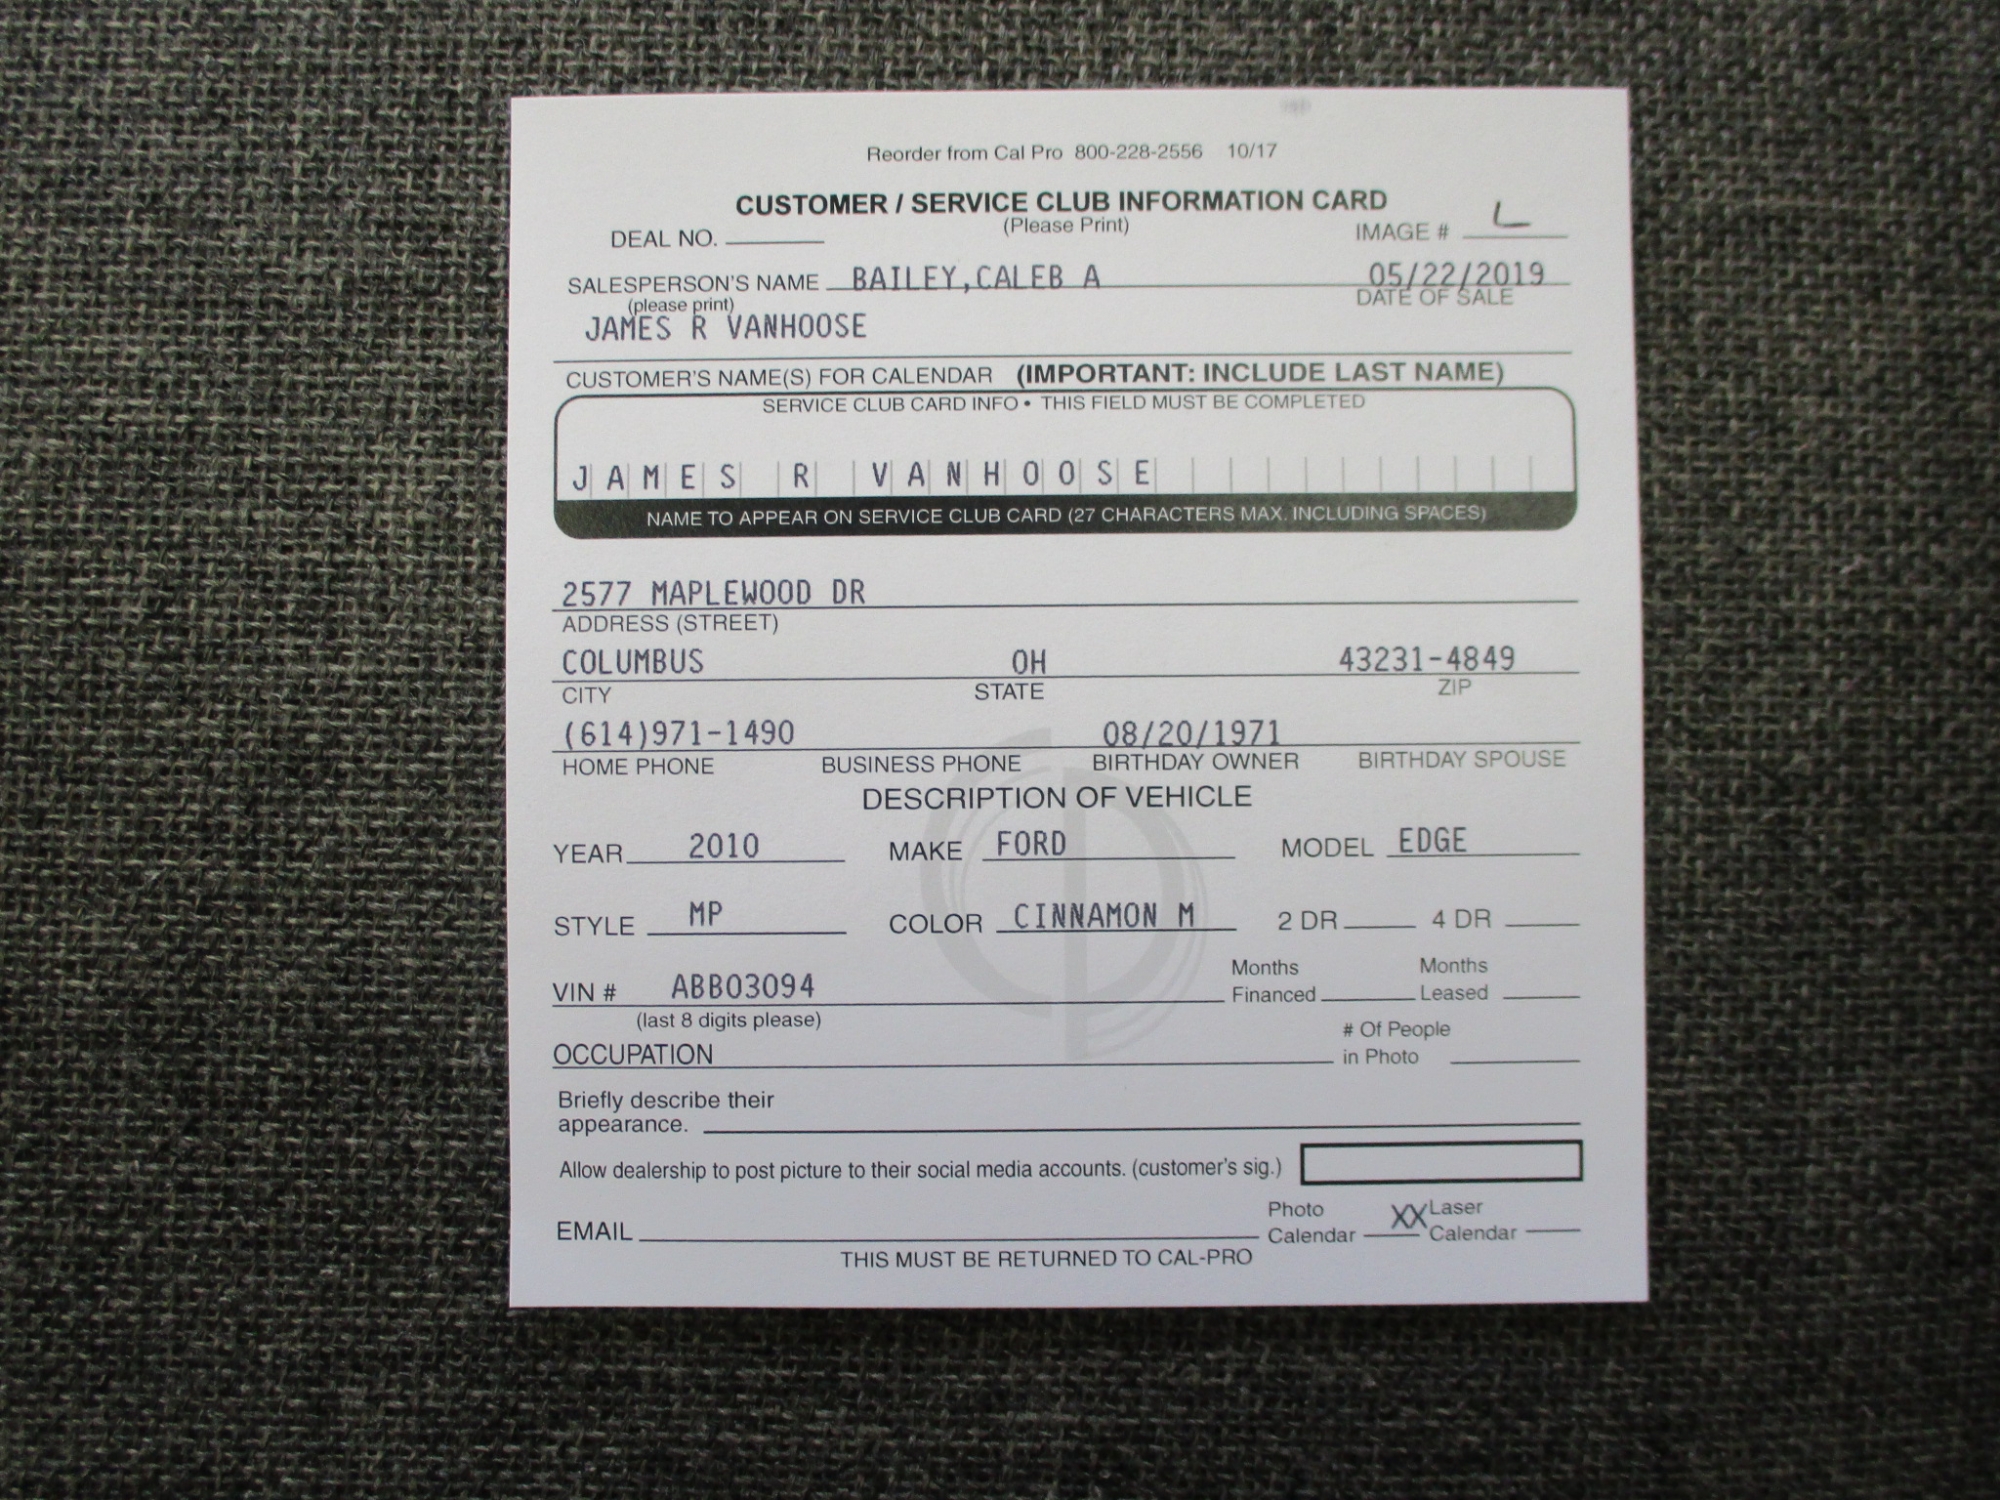 Reorder from Cal Pro 800-228-2556 10/17
CUSTOMER / SERVICE CLUB INFORMATION CARD
(Please Print)
DEAL NO. IMAGE # L
SALESPERSON'S NAME BAILEY,CALEB A 05/22/2019
(please print) DATE OF SALE
JAMES R VANHOOSE
CUSTOMER'S NAME(S) FOR CALENDAR (IMPORTANT: INCLUDE LAST NAME)
SERVICE CLUB CARD INFO • THIS FIELD MUST BE COMPLETED
JAMES R VANHOOSE
NAME TO APPEAR ON SERVICE CLUB CARD (27 CHARACTERS MAX. INCLUDING SPACES)
2577 MAPLEWOOD DR
ADDRESS (STREET)
COLUMBUS OH 43231-4849
CITY STATE ZIP
(614)971-1490 08/20/1971
HOME PHONE BUSINESS PHONE BIRTHDAY OWNER BIRTHDAY SPOUSE
DESCRIPTION OF VEHICLE
YEAR 2010 MAKE FORD MODEL EDGE
STYLE MP COLOR CINNAMON M 2 DR 4 DR
VIN # ABB03094 Months Financed Months Leased
(last 8 digits please)
OCCUPATION # Of People in Photo
Briefly describe their
appearance.
Allow dealership to post picture to their social media accounts. (customer's sig.)
EMAIL Photo Calendar XX Laser Calendar
THIS MUST BE RETURNED TO CAL-PRO